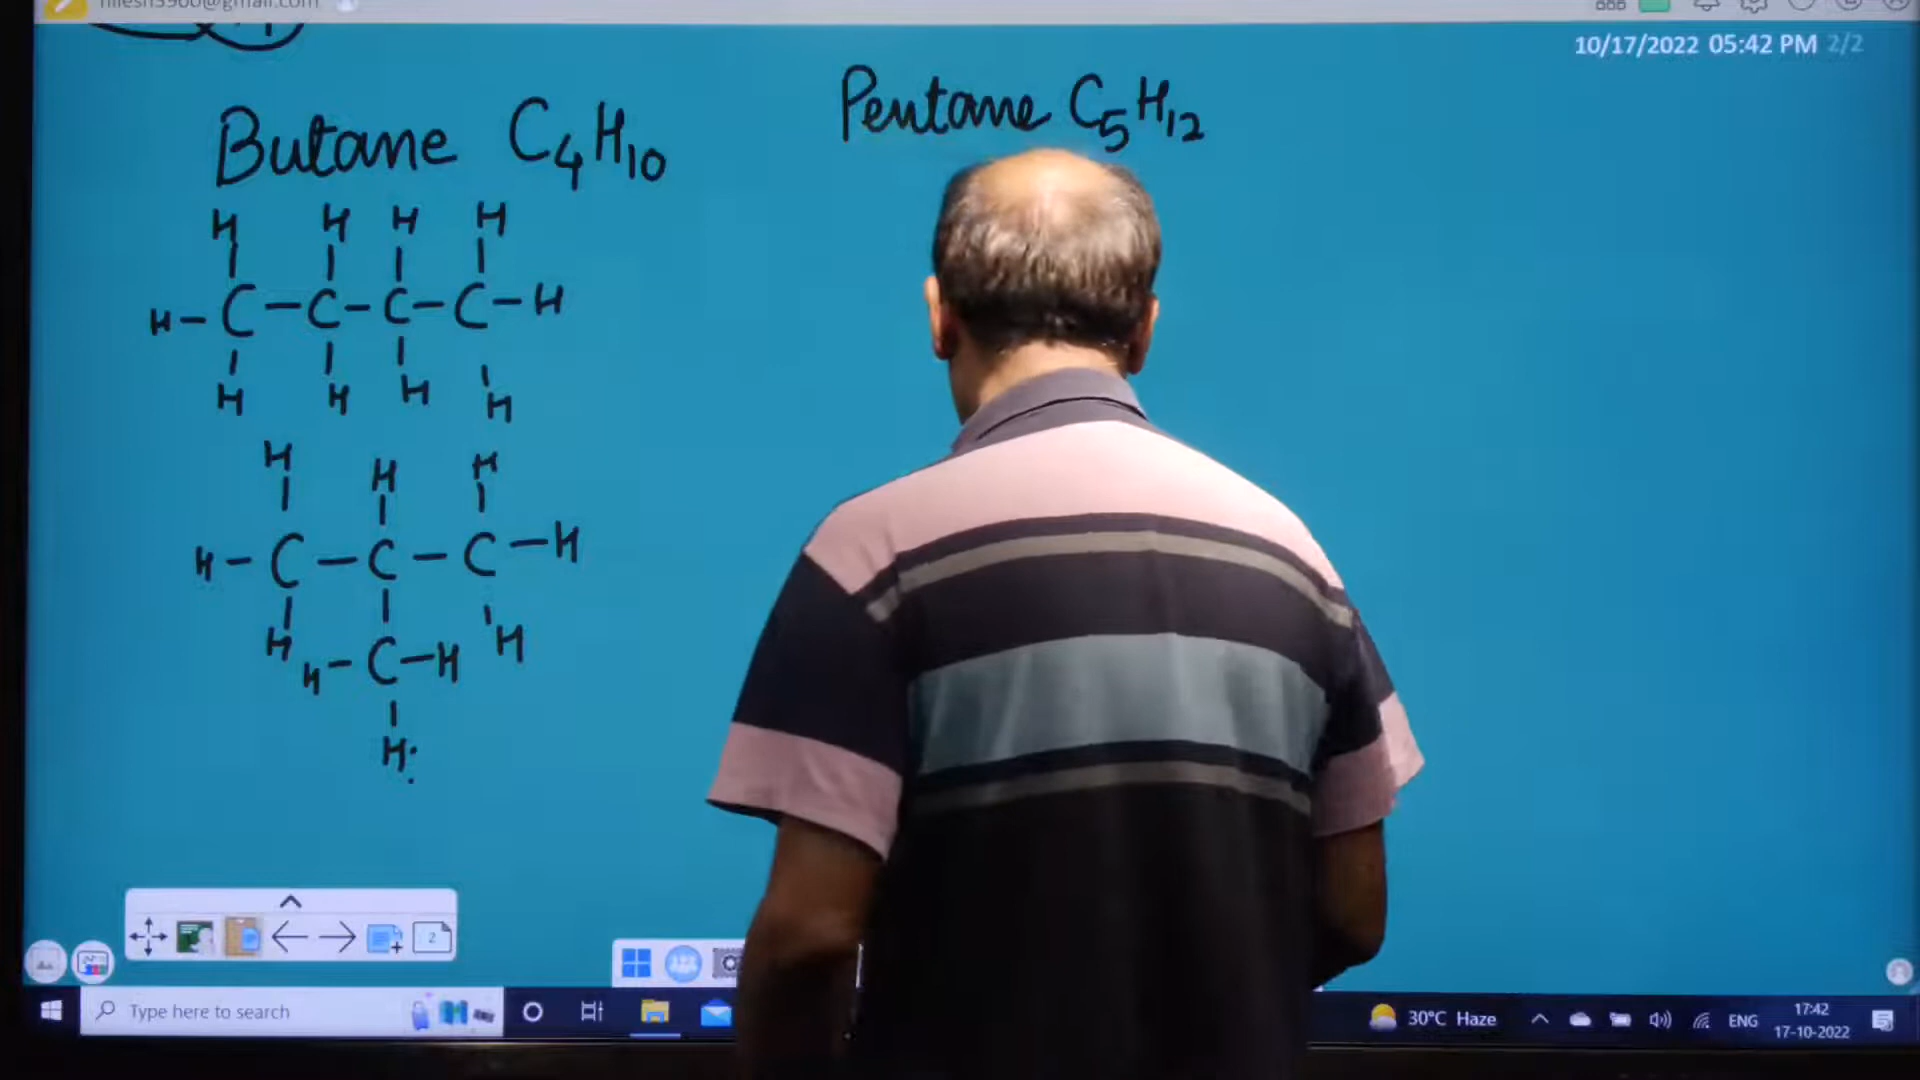 10/17/2022 05:42 PM 2/2
Butane C4H10
H H H H
H-C-C-C-C-H
H H H H
H H H
H-C-C-C-H
H H
H-C-H
H
Pentane C5H12
2
Type here to search
30°C Haze
ENG
17:42
17-10-2022